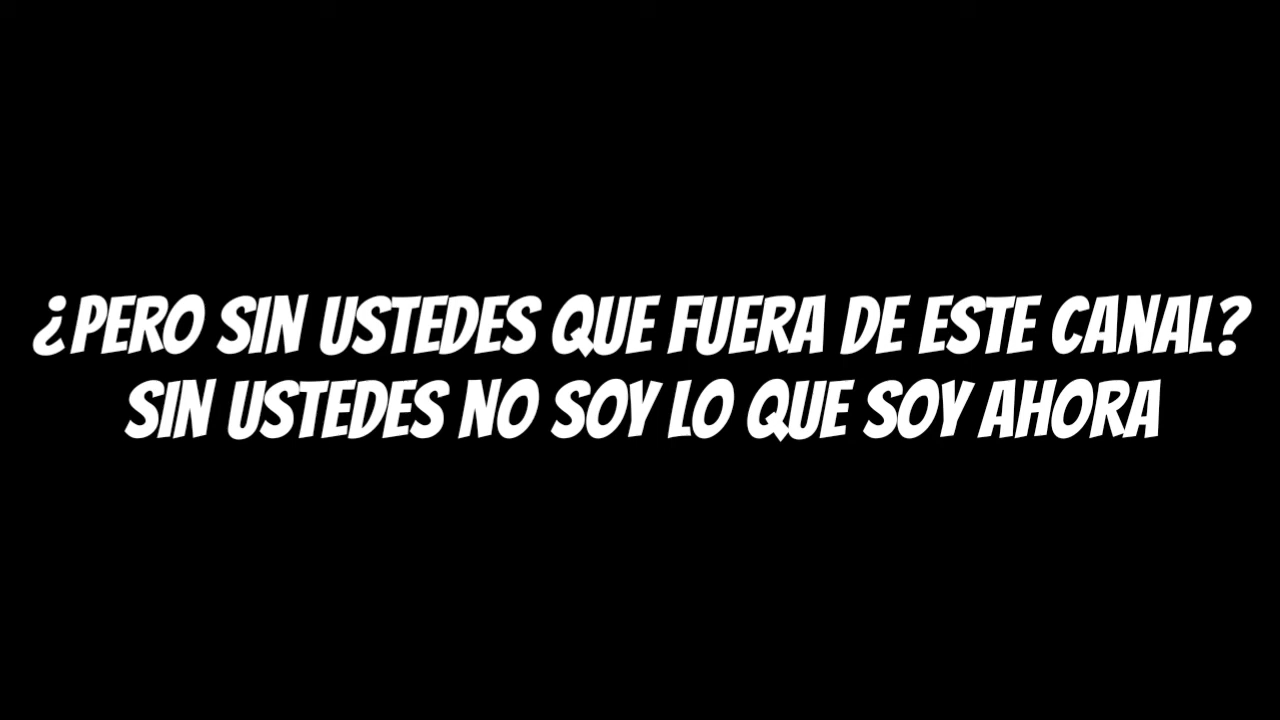 ¿PERO SIN USTEDES QUE FUERA DE ESTE CANAL?
SIN USTEDES NO SOY LO QUE SOY AHORA